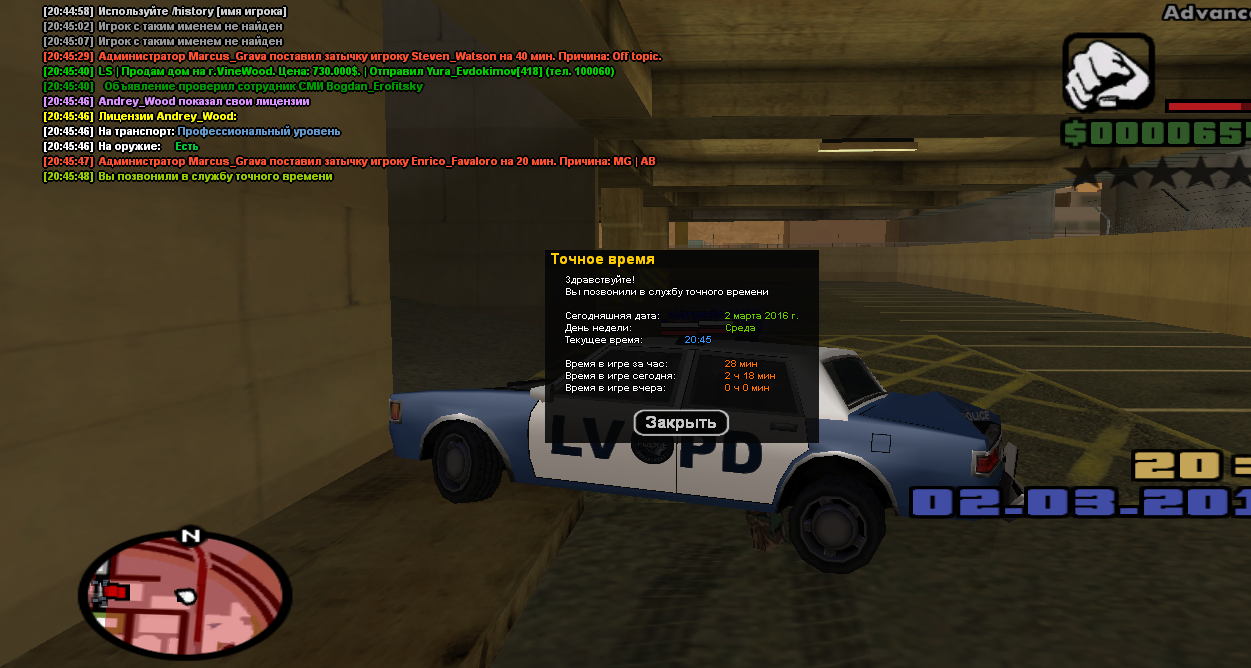 [20:44:58] Используйте /history [имя игрока]
[20:45:02] Игрок с таким именем не найден
[20:45:07] Игрок с таким именем не найден
[20:45:29] Администратор Marcus_Grava поставил затычку игроку Steven_Watson на 40 мин. Причина: Off topic.
[20:45:40] LS | Продам дом на г.VineWood. Цена: 730.000$. | Отправил Yura_Evdokimov[418] (тел. 100060)
[20:45:40] Объявление проверил сотрудник СМИ Bogdan_Erofitsky
[20:45:46] Andrey_Wood показал свои лицензии
[20:45:46] Лицензии Andrey_Wood:
[20:45:46] На транспорт: Профессиональный уровень
[20:45:46] На оружие: Есть
[20:45:47] Администратор Marcus_Grava поставил затычку игроку Enrico_Favaloro на 20 мин. Причина: MG | AB
[20:45:48] Вы позвонили в службу точного времени
Advanc
$000065
Точное время
Здравствуйте!
Вы позвонили в службу точного времени
Сегодняшняя дата: 2 марта 2016 г.
День недели: Среда
Текущее время: 20:45
Время в игре за час: 28 мин
Время в игре сегодня: 2 ч 18 мин
Время в игре вчера: 0 ч 0 мин
Закрыть
LV PD
POLICE
20:
02.03.201
N